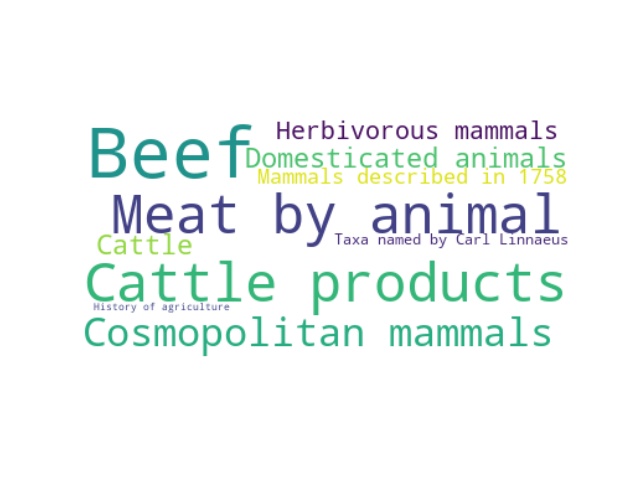 Beef
Herbivorous mammals
Domesticated animals
Mammals described in 1758
Meat by animal
Taxa named by Carl Linnaeus
Cattle
Cattle products
History of agriculture
Cosmopolitan mammals